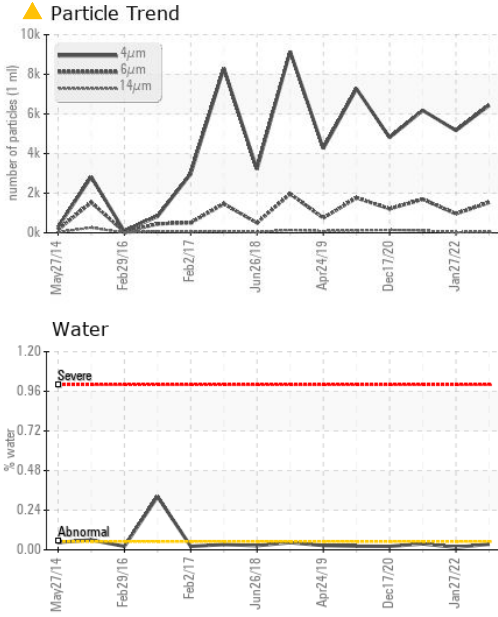 Particle Trend
number of particles (1 ml)
10k
8k
6k
4k
2k
0k
4µm
6µm
14µm
May27/14
Feb29/16
Feb2/17
Jun26/18
Apr24/19
Dec17/20
Jan27/22
Water
% water
1.20
0.96
0.72
0.48
0.24
0.00
Severe
Abnormal
May27/14
Feb29/16
Feb2/17
Jun26/18
Apr24/19
Dec17/20
Jan27/22